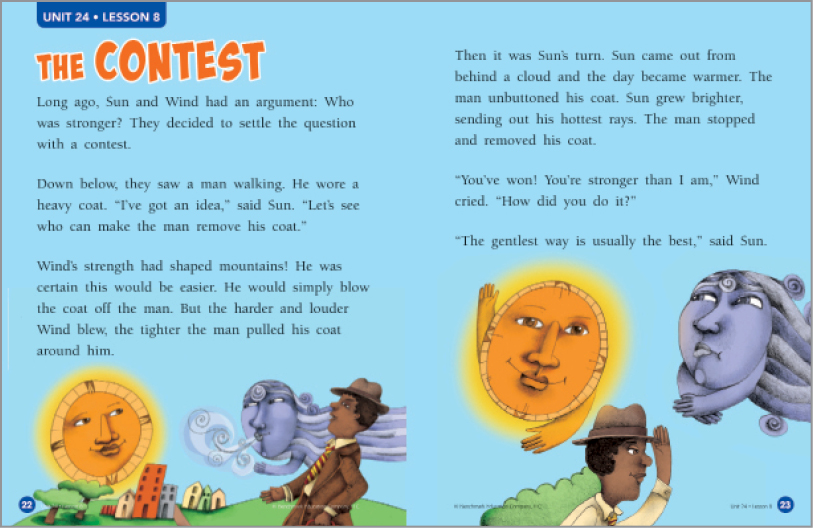 UNIT 24 • LESSON 8
THE CONTEST
Long ago, Sun and Wind had an argument: Who
was stronger? They decided to settle the question
with a contest.
Down below, they saw a man walking. He wore a
heavy coat. “I’ve got an idea,” said Sun. “Let’s see
who can make the man remove his coat.”
Wind’s strength had shaped mountains! He was
certain this would be easier. He would simply blow
the coat off the man. But the harder and louder
Wind blew, the tighter the man pulled his coat
around him.
22
© Benchmark Education Company, LLC
Then it was Sun’s turn. Sun came out from
behind a cloud and the day became warmer. The
man unbuttoned his coat. Sun grew brighter,
sending out his hottest rays. The man stopped
and removed his coat.
“You’ve won! You’re stronger than I am,” Wind
cried. “How did you do it?”
“The gentlest way is usually the best,” said Sun.
© Benchmark Education Company, LLC
Unit 24 • Lesson 8
23